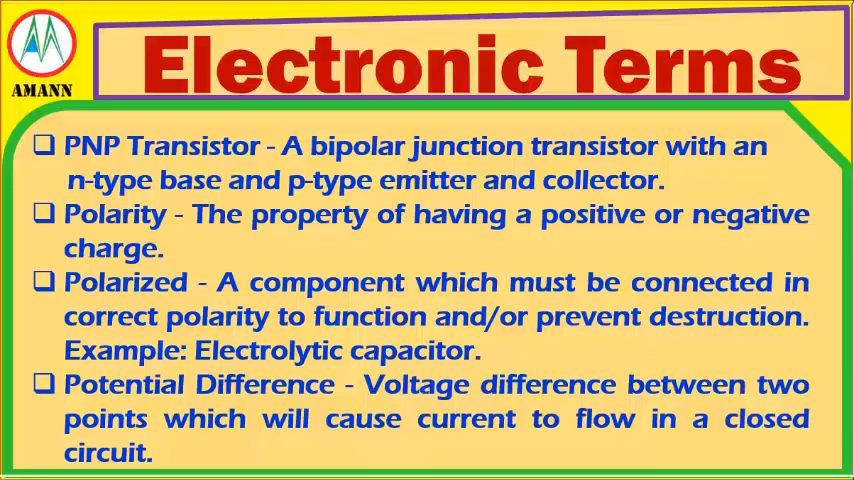 AMANN
Electronic Terms
❑ PNP Transistor - A bipolar junction transistor with an
n-type base and p-type emitter and collector.
❑ Polarity - The property of having a positive or negative
charge.
❑ Polarized - A component which must be connected in
correct polarity to function and/or prevent destruction.
Example: Electrolytic capacitor.
❑ Potential Difference - Voltage difference between two
points which will cause current to flow in a closed
circuit.